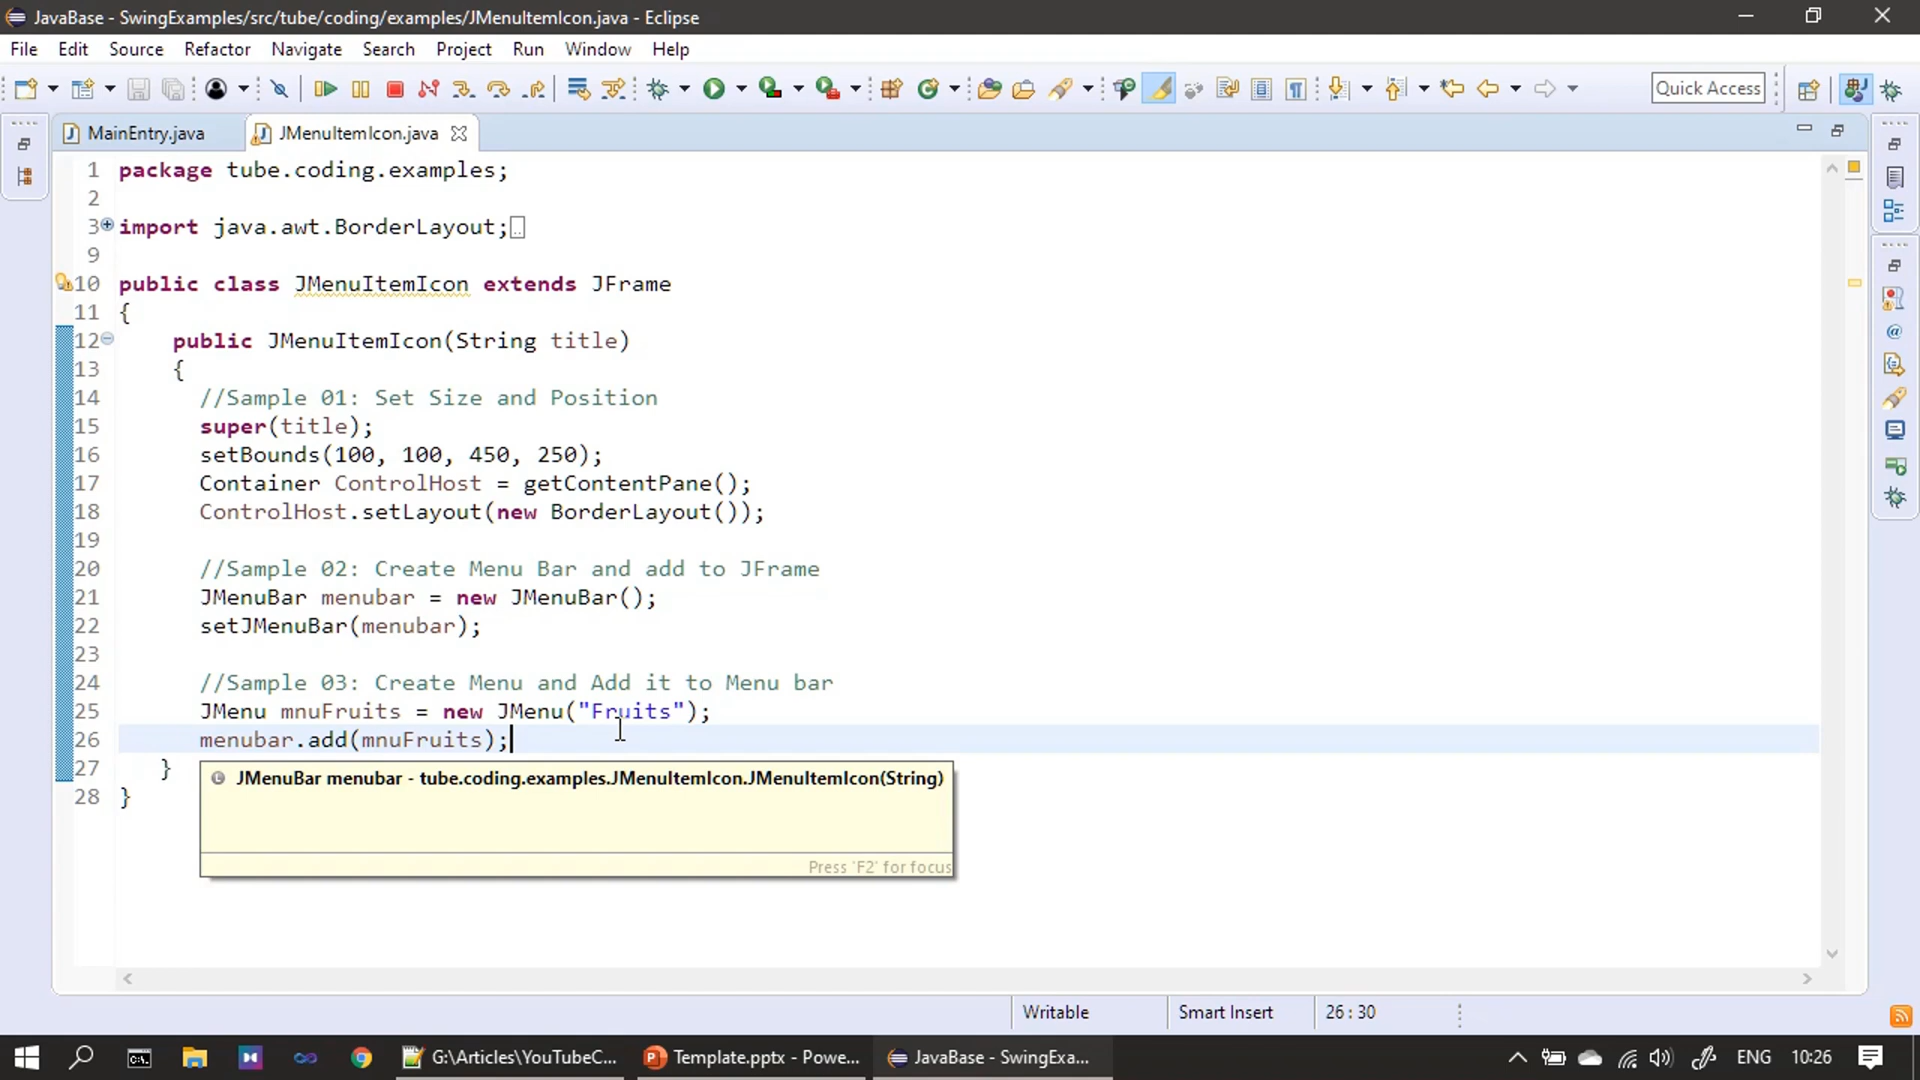 JavaBase - SwingExamples/src/tube/coding/examples/JMenuItemIcon.java - Eclipse
File Edit Source Refactor Navigate Search Project Run Window Help
Quick Access
MainEntry.java JMenuItemIcon.java
1 package tube.coding.examples;
2
3 import java.awt.BorderLayout;
9
10 public class JMenuItemIcon extends JFrame
11 {
12 public JMenuItemIcon(String title)
13 {
14 //Sample 01: Set Size and Position
15 super(title);
16 setBounds(100, 100, 450, 250);
17 Container ControlHost = getContentPane();
18 ControlHost.setLayout(new BorderLayout());
19
20 //Sample 02: Create Menu Bar and add to JFrame
21 JMenuBar menubar = new JMenuBar();
22 setJMenuBar(menubar);
23
24 //Sample 03: Create Menu and Add it to Menu bar
25 JMenu mnuFruits = new JMenu("Fruits");
26 menubar.add(mnuFruits);
27 }
JMenuBar menubar - tube.coding.examples.JMenuItemIcon.JMenuItemIcon(String)
28 }
Press 'F2' for focus
Writable Smart Insert 26 : 30
G:\Articles\YouTubeC... Template.pptx - Powe... JavaBase - SwingExa... ENG 10:26